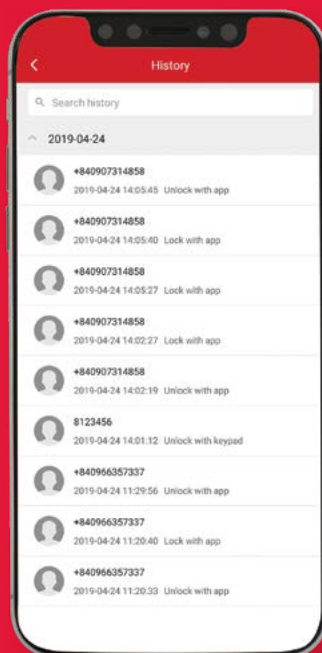 History
Search history
2019-04-24
+840907314858
2019-04-24 14:05:45 Unlock with app
+840907314858
2019-04-24 14:05:40 Lock with app
+840907314858
2019-04-24 14:05:27 Lock with app
+840907314858
2019-04-24 14:02:27 Lock with app
+840907314858
2019-04-24 14:02:19 Unlock with app
8123456
2019-04-24 14:01:12 Unlock with keypad
+840966357337
2019-04-24 11:29:56 Unlock with app
+840966357337
2019-04-24 11:20:40 Lock with app
+840966357337
2019-04-24 11:20:33 Unlock with app